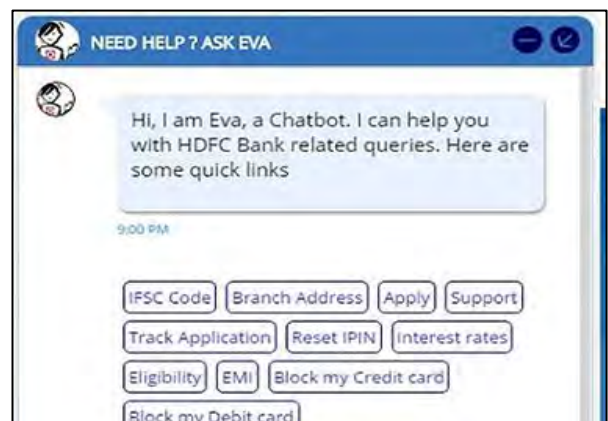 NEED HELP ? ASK EVA
Hi, I am Eva, a Chatbot. I can help you
with HDFC Bank related queries. Here are
some quick links
9:00 PM
IFSC Code Branch Address Apply Support
Track Application Reset IPIN Interest rates
Eligibility EMI Block my Credit card
Block my Debit card